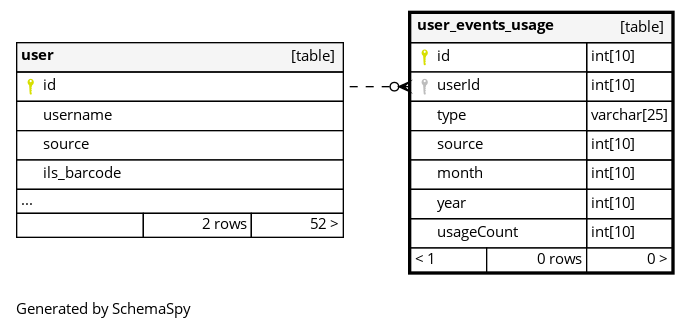 user [table]
id
username
source
ils_barcode
...
2 rows 52 >
user_events_usage [table]
id int[10]
userId int[10]
type varchar[25]
source int[10]
month int[10]
year int[10]
usageCount int[10]
< 1 0 rows 0 >
Generated by SchemaSpy